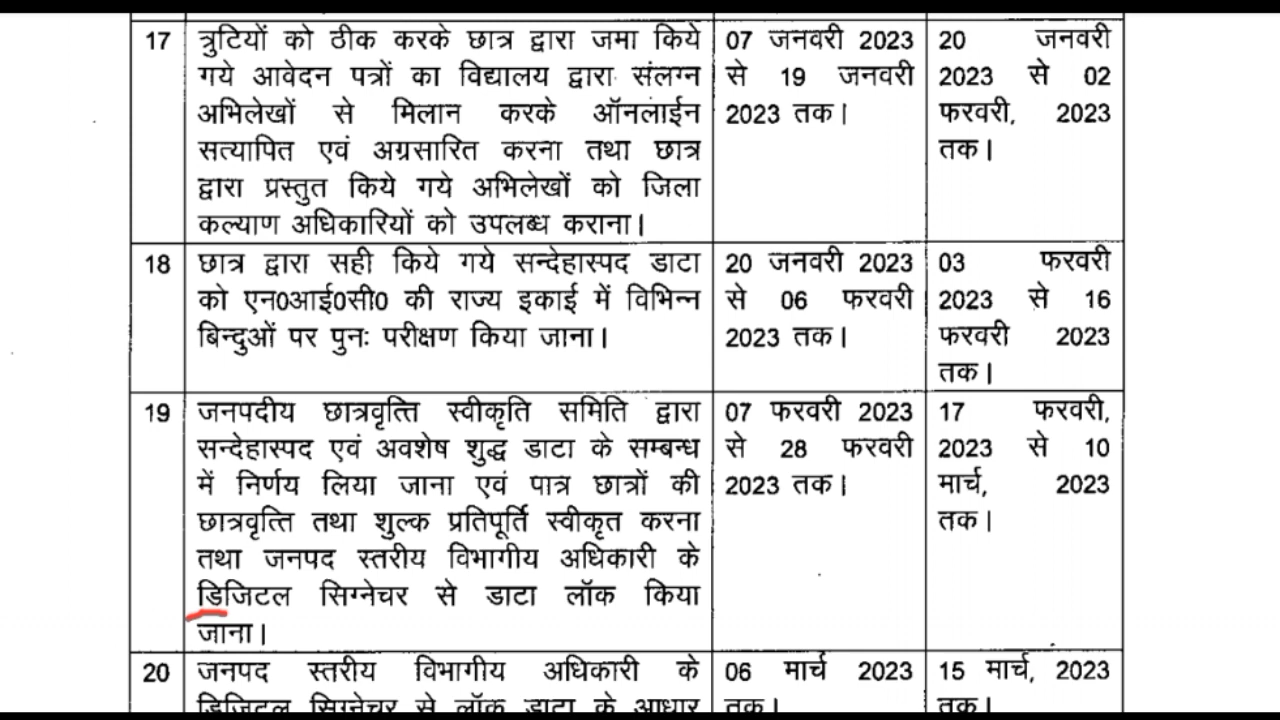 17 त्रुटियों को ठीक करके छात्र द्वारा जमा किये 07 जनवरी 2023 20 जनवरी
गये आवेदन पत्रों का विद्यालय द्वारा संलग्न से 19 जनवरी 2023 से 02
अभिलेखों से मिलान करके ऑनलाईन 2023 तक। फरवरी, 2023
सत्यापित एवं अग्रसारित करना तथा छात्र तक।
द्वारा प्रस्तुत किये गये अभिलेखों को जिला
कल्याण अधिकारियों को उपलब्ध कराना।
18 छात्र द्वारा सही किये गये सन्देहास्पद डाटा 20 जनवरी 2023 03 फरवरी
को एन0आई0सी0 की राज्य इकाई में विभिन्न से 06 फरवरी 2023 से 16
बिन्दुओं पर पुनः परीक्षण किया जाना। 2023 तक। फरवरी 2023
तक।
19 जनपदीय छात्रवृत्ति स्वीकृति समिति द्वारा 07 फरवरी 2023 17 फरवरी,
सन्देहास्पद एवं अवशेष शुद्ध डाटा के सम्बन्ध से 28 फरवरी 2023 से 10
में निर्णय लिया जाना एवं पात्र छात्रों की 2023 तक। मार्च, 2023
छात्रवृत्ति तथा शुल्क प्रतिपूर्ति स्वीकृत करना तक।
तथा जनपद स्तरीय विभागीय अधिकारी के
डिजिटल सिग्नेचर से डाटा लॉक किया
जाना।
20 जनपद स्तरीय विभागीय अधिकारी के 06 मार्च 2023 15 मार्च, 2023
डिजिटल सिग्नेचर से लॉक डाटा के आधार तक। तक।